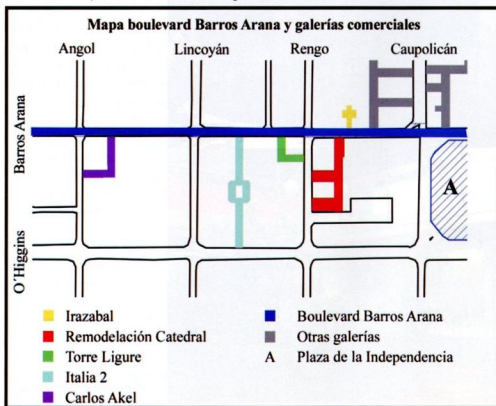 Mapa boulevard Barros Arana y galerías comerciales
Angol Lincoyán Rengo Caupolicán
Barros Arana
A
O´Higgins
Irazabal
Remodelación Catedral
Torre Ligure
Italia 2
Carlos Akel
Boulevard Barros Arana
Otras galerías
A Plaza de la Independencia